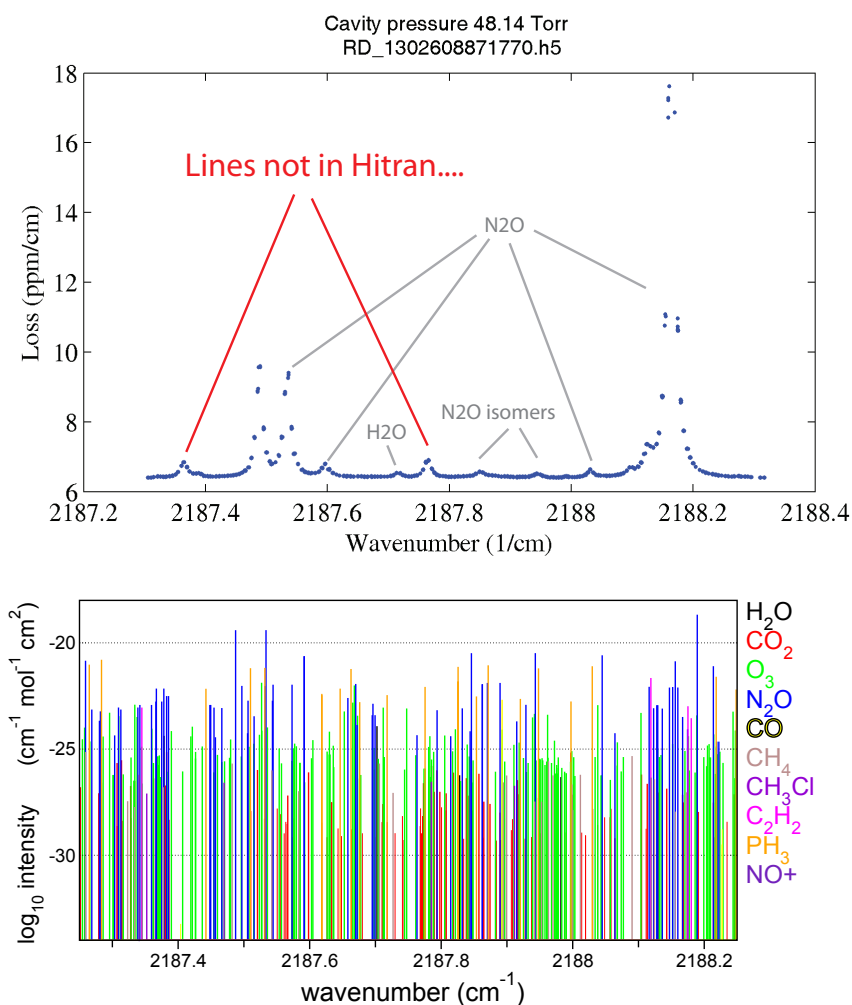 Cavity pressure 48.14 Torr
RD_1302608871770.h5
18
16
14
12
10
8
6
Loss (ppm/cm)
Lines not in Hitran....
N2O
N2O isomers
H2O
2187.2 2187.4 2187.6 2187.8 2188 2188.2 2188.4
Wavenumber (1/cm)
log₁₀ intensity (cm⁻¹ mol⁻¹ cm²)
-20
-25
-30
H₂O
CO₂
O₃
N₂O
CO
CH₄
CH₃Cl
C₂H₂
PH₃
NO+
2187.4 2187.6 2187.8 2188 2188.2
wavenumber (cm⁻¹)